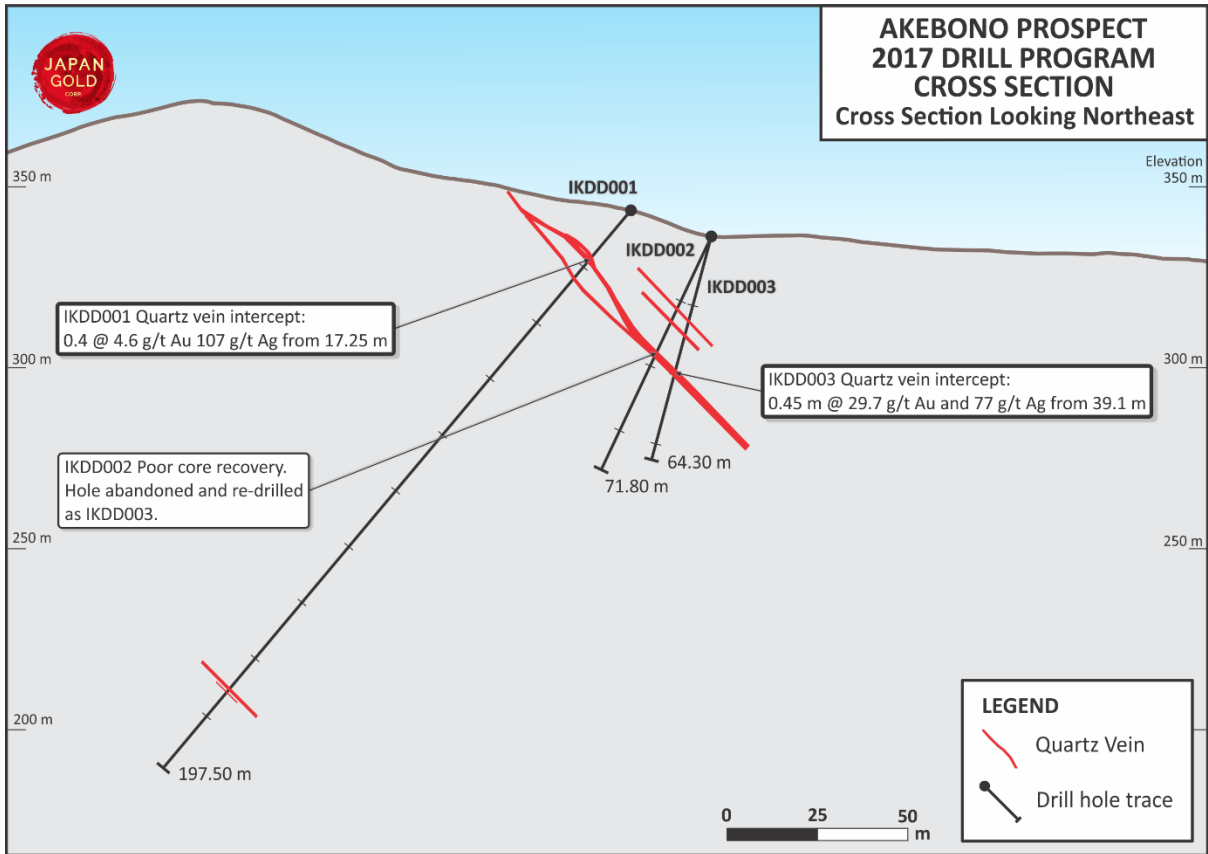 JAPAN
GOLD
CORP.
AKEBONO PROSPECT
2017 DRILL PROGRAM
CROSS SECTION
Cross Section Looking Northeast
Elevation
350 m
350 m
IKDD001
IKDD002
IKDD003
IKDD001 Quartz vein intercept:
0.4 @ 4.6 g/t Au 107 g/t Ag from 17.25 m
300 m
300 m
IKDD003 Quartz vein intercept:
0.45 m @ 29.7 g/t Au and 77 g/t Ag from 39.1 m
IKDD002 Poor core recovery.
Hole abandoned and re-drilled
as IKDD003.
64.30 m
71.80 m
250 m
250 m
200 m
197.50 m
LEGEND
Quartz Vein
Drill hole trace
0 25 50
m